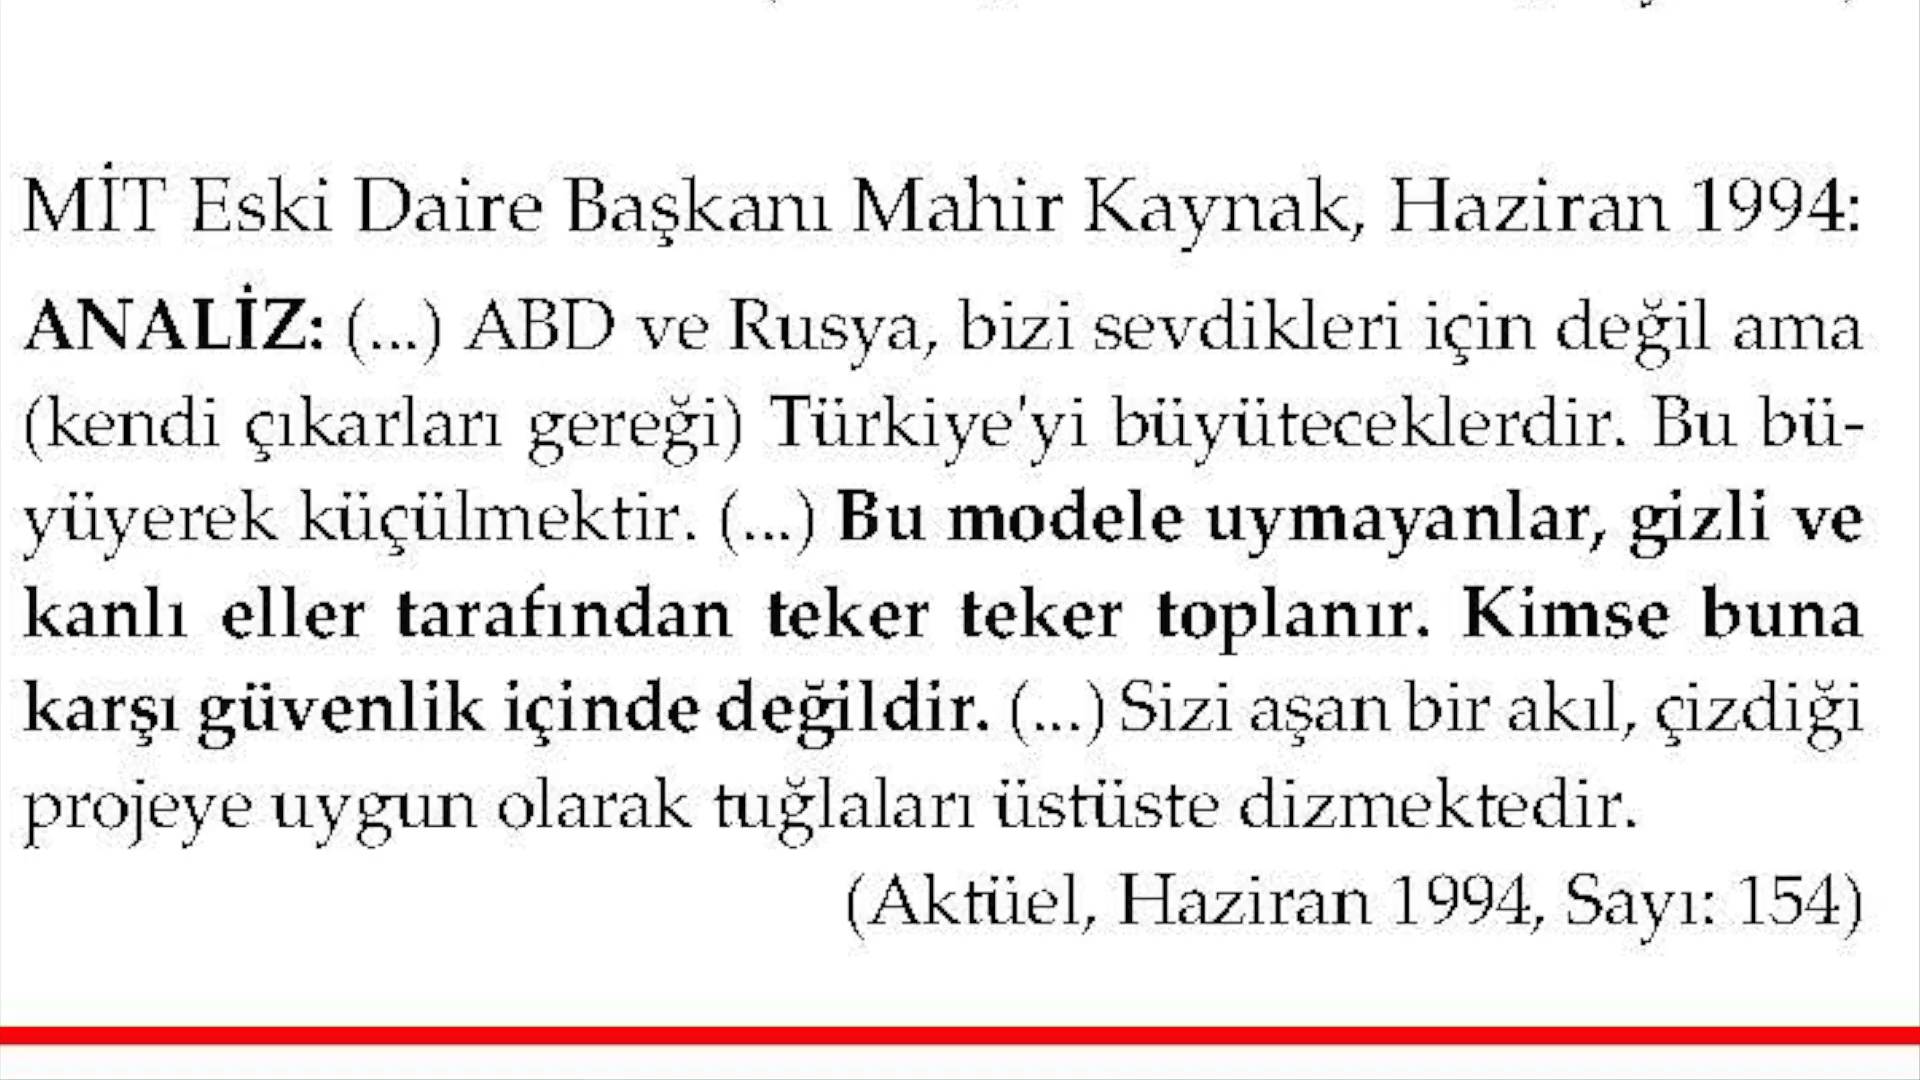 MİT Eski Daire Başkanı Mahir Kaynak, Haziran 1994:
ANALİZ: (...) ABD ve Rusya, bizi sevdikleri için değil ama
(kendi çıkarları gereği) Türkiye'yi büyüteceklerdir. Bu bü-
yüyerek küçülmektir. (...) Bu modele uymayanlar, gizli ve
kanlı eller tarafından teker teker toplanır. Kimse buna
karşı güvenlik içinde değildir. (...) Sizi aşan bir akıl, çizdiği
projeye uygun olarak tuğlaları üstüste dizmektedir.
(Aktüel, Haziran 1994, Sayı: 154)